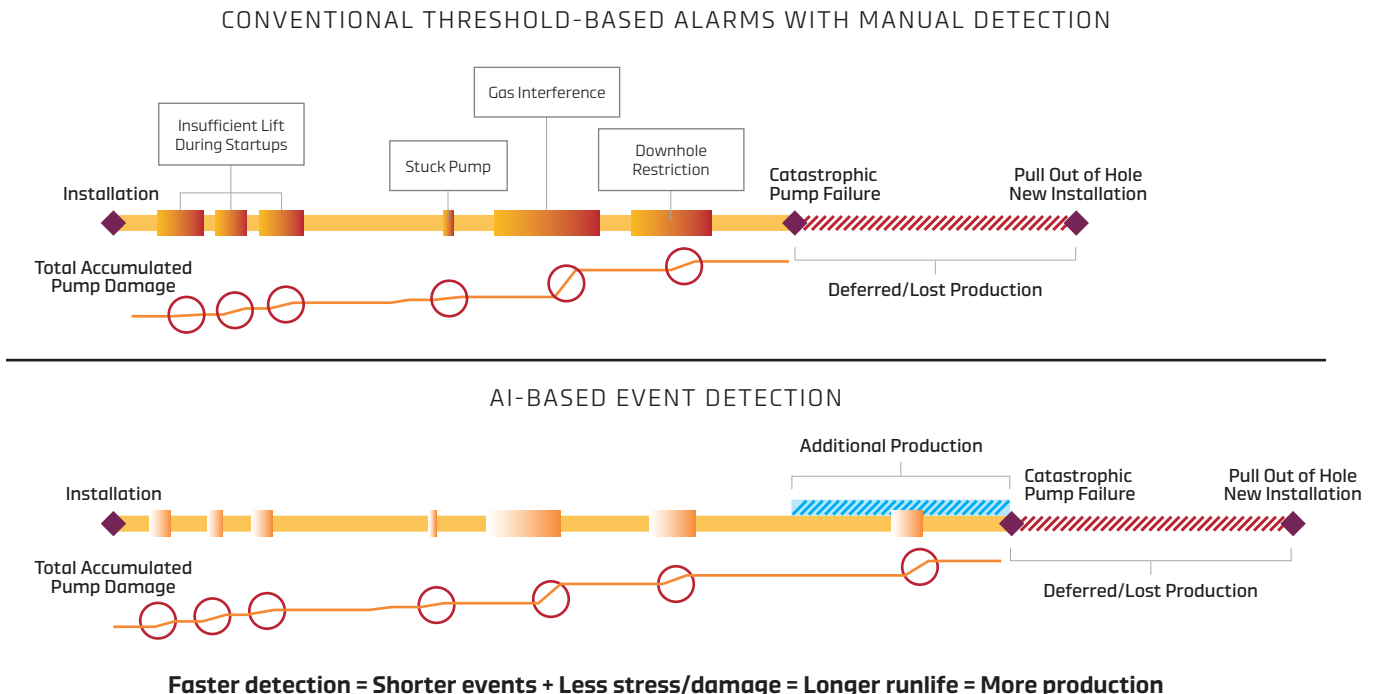 CONVENTIONAL THRESHOLD-BASED ALARMS WITH MANUAL DETECTION
Gas Interference
Insufficient Lift
During Startups
Stuck Pump
Downhole
Restriction
Installation
Catastrophic
Pump Failure
Pull Out of Hole
New Installation
Total Accumulated
Pump Damage
Deferred/Lost Production
AI-BASED EVENT DETECTION
Additional Production
Installation
Catastrophic
Pump Failure
Pull Out of Hole
New Installation
Total Accumulated
Pump Damage
Deferred/Lost Production
Faster detection = Shorter events + Less stress/damage = Longer runlife = More production